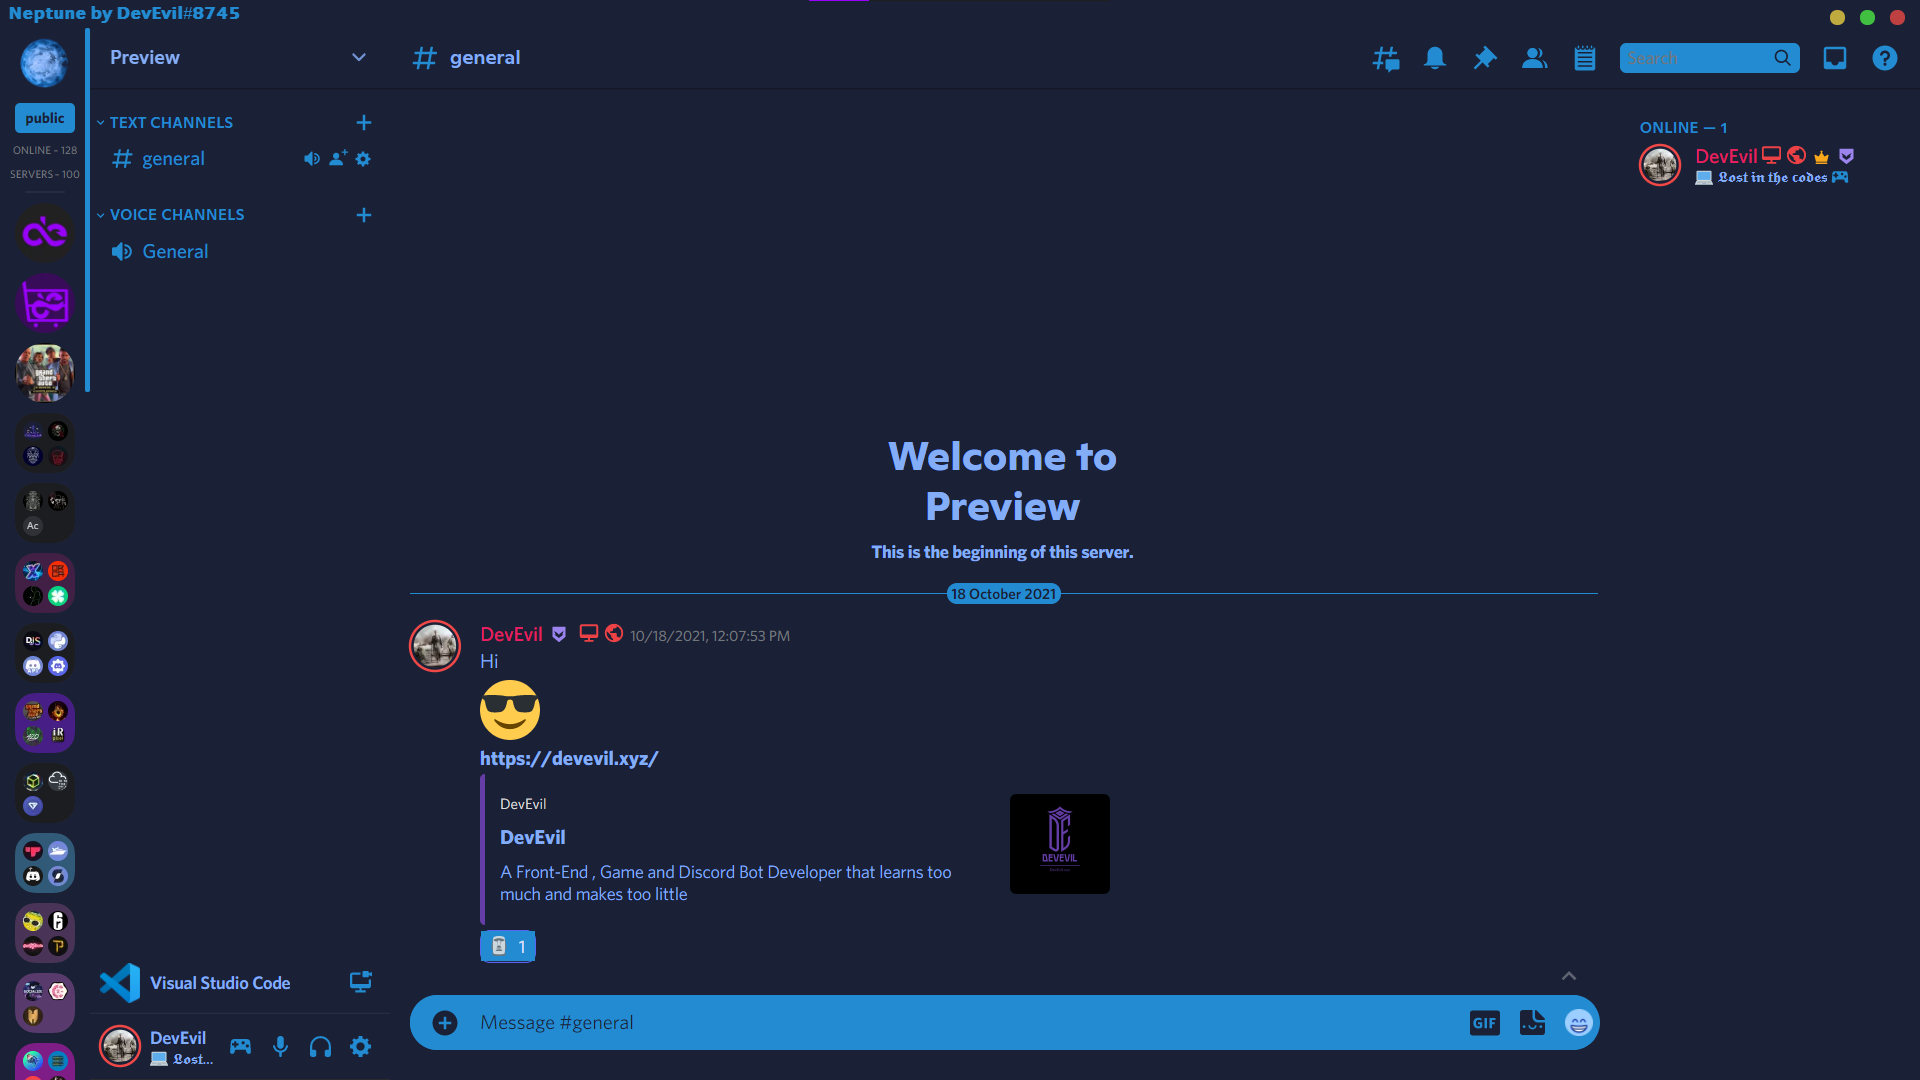 Neptune by DevEvil#8745
Preview
general
Search
public
ONLINE - 128
SERVERS - 100
TEXT CHANNELS
general
VOICE CHANNELS
General
ONLINE — 1
DevEvil
𝕷𝖔𝖘𝖙 𝖎𝖓 𝖙𝖍𝖊 𝖈𝖔𝖉𝖊𝖘
Ac
DJS
iR
Welcome to
Preview
This is the beginning of this server.
18 October 2021
DevEvil 10/18/2021, 12:07:53 PM
Hi
https://devevil.xyz/
DevEvil
DevEvil
A Front-End , Game and Discord Bot Developer that learns too
much and makes too little
DEVEVIL
1
Visual Studio Code
DevEvil
𝕷𝖔𝖘𝖙...
Message #general
GIF